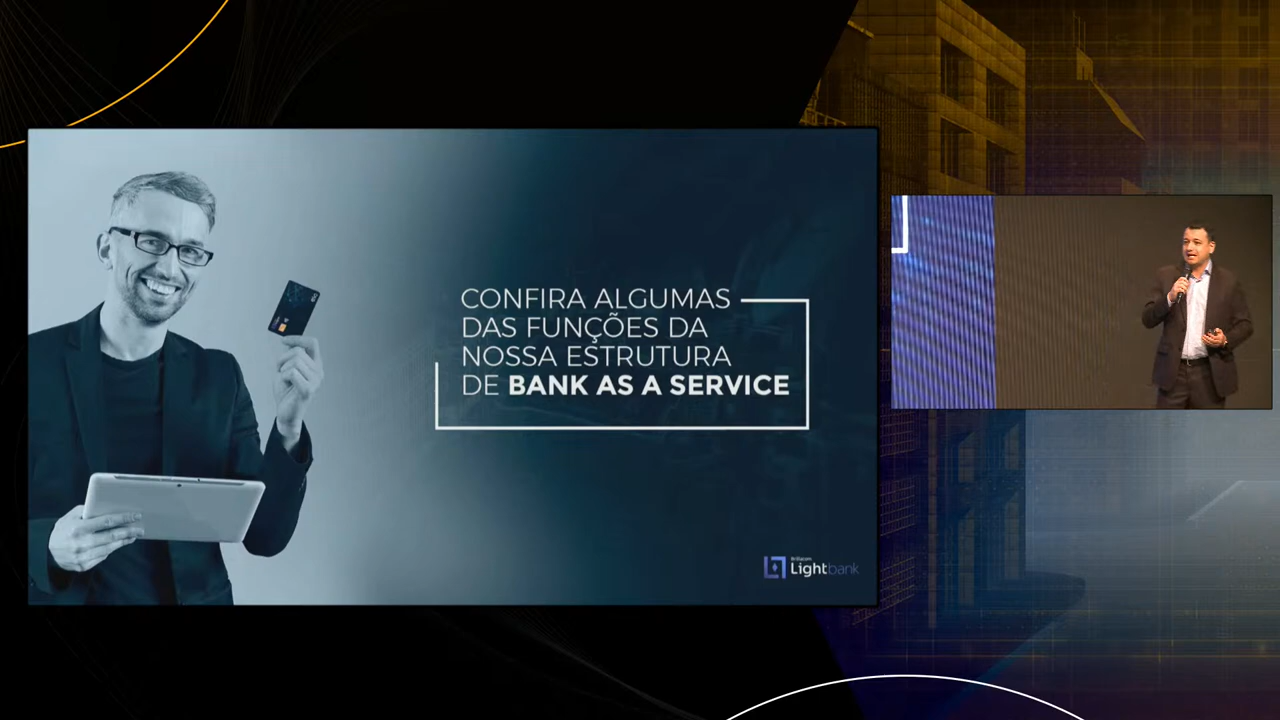 CONFIRA ALGUMAS
DAS FUNÇÕES DA
NOSSA ESTRUTURA
DE BANK AS A SERVICE
Lightbank